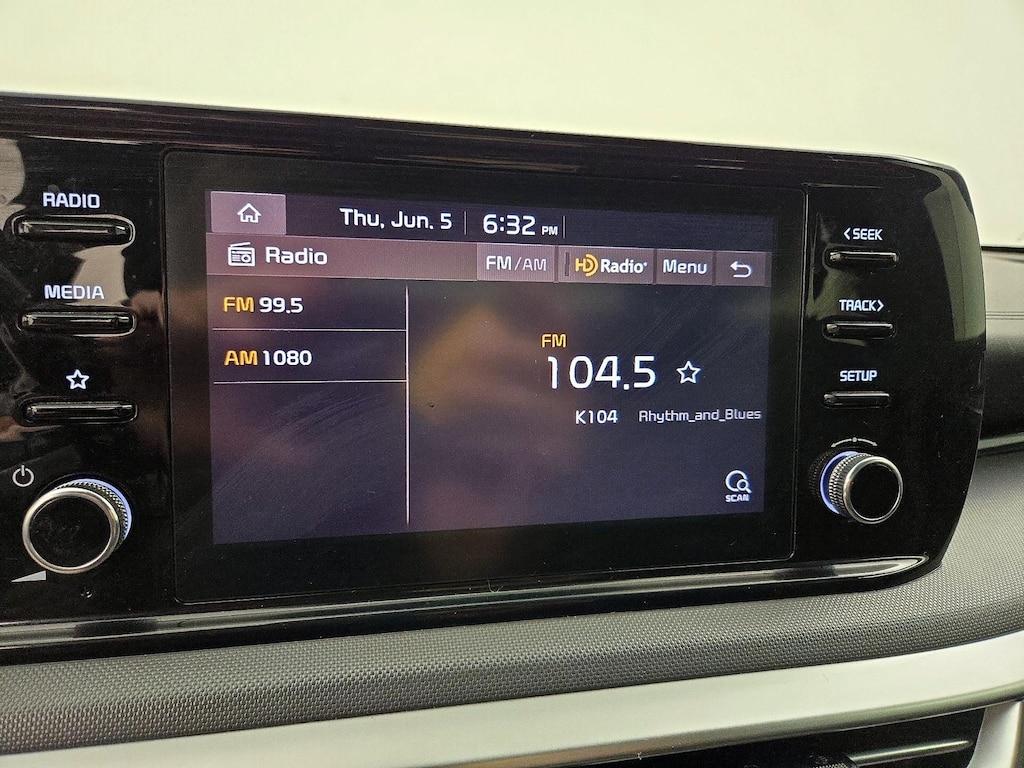 RADIO
MEDIA
Thu, Jun. 5 6:32 PM
Radio FM/AM HD Radio Menu
FM 99.5
AM 1080
FM
104.5
K104 Rhythm_and_Blues
SCAN
< SEEK
TRACK >
SETUP